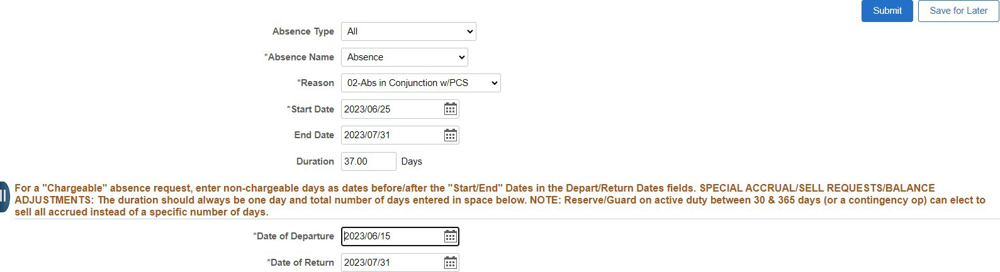 Submit Save for Later
Absence Type All
*Absence Name Absence
*Reason 02-Abs in Conjunction w/PCS
*Start Date 2023/06/25
End Date 2023/07/31
Duration 37.00 Days
For a "Chargeable" absence request, enter non-chargeable days as dates before/after the "Start/End" Dates in the Depart/Return Dates fields. SPECIAL ACCRUAL/SELL REQUESTS/BALANCE
ADJUSTMENTS: The duration should always be one day and total number of days entered in space below. NOTE: Reserve/Guard on active duty between 30 & 365 days (or a contingency op) can elect to
sell all accrued instead of a specific number of days.
*Date of Departure 2023/06/15
*Date of Return 2023/07/31